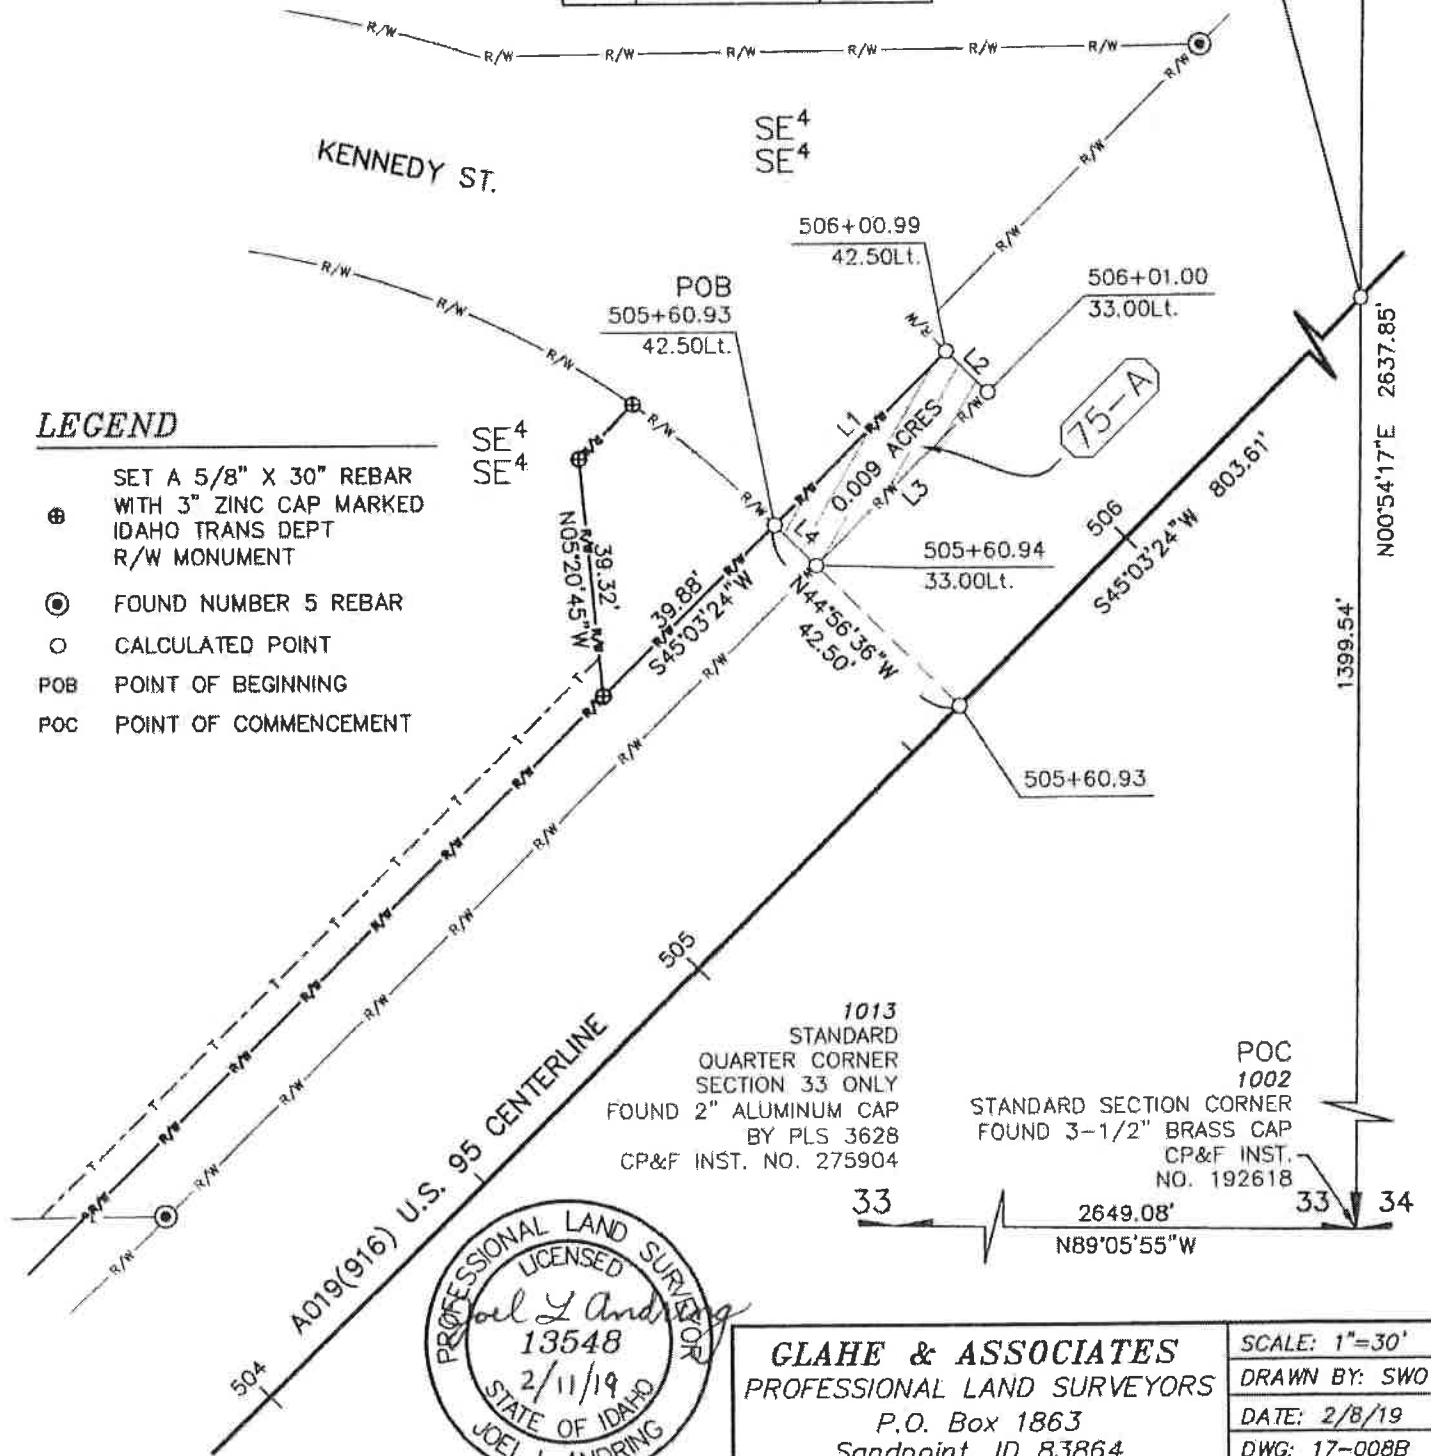 R/W R/W R/W R/W R/W R/W R/W
R/W
R/W
R/W
KENNEDY ST.
SE4
SE4
506+00.99
42.50Lt.
506+01.00
33.00Lt.
POB
505+60.93
42.50Lt.
R/W
R/W
R/W
R/W
R/W
R/W
L1
R/W
L2
R/W
0.009 ACRES
R/W
L3
R/W
L4
75-A
N00°54'17"E 2637.85'
1399.54'
506
S45°03'24"W 803.61'
SE4
SE4
LEGEND
SET A 5/8" X 30" REBAR
WITH 3" ZINC CAP MARKED
IDAHO TRANS DEPT
R/W MONUMENT
FOUND NUMBER 5 REBAR
CALCULATED POINT
POB POINT OF BEGINNING
POC POINT OF COMMENCEMENT
R/W
R/W
R/W
39.32'
N05°20'45"W
R/W
R/W
39.88'
S45°03'24"W
505+60.94
33.00Lt.
N44°56'36"W
42.50'
505+60.93
T T T T T T T T
R/W R/W R/W R/W R/W R/W R/W R/W
R/W R/W R/W R/W R/W R/W R/W R/W
505
504
A019(916) U.S. 95 CENTERLINE
1013
STANDARD
QUARTER CORNER
SECTION 33 ONLY
FOUND 2" ALUMINUM CAP
BY PLS 3628
CP&F INST. NO. 275904
POC
1002
STANDARD SECTION CORNER
FOUND 3-1/2" BRASS CAP
CP&F INST.
NO. 192618
33
2649.08'
N89°05'55"W
33 34
PROFESSIONAL LAND SURVEYOR
LICENSED
Joel L Andring
13548
2/11/19
STATE OF IDAHO
JOEL L. ANDRING
GLAHE & ASSOCIATES
PROFESSIONAL LAND SURVEYORS
P.O. Box 1863
Sandpoint, ID 83864
SCALE: 1"=30'
DRAWN BY: SWO
DATE: 2/8/19
DWG: 17-008B